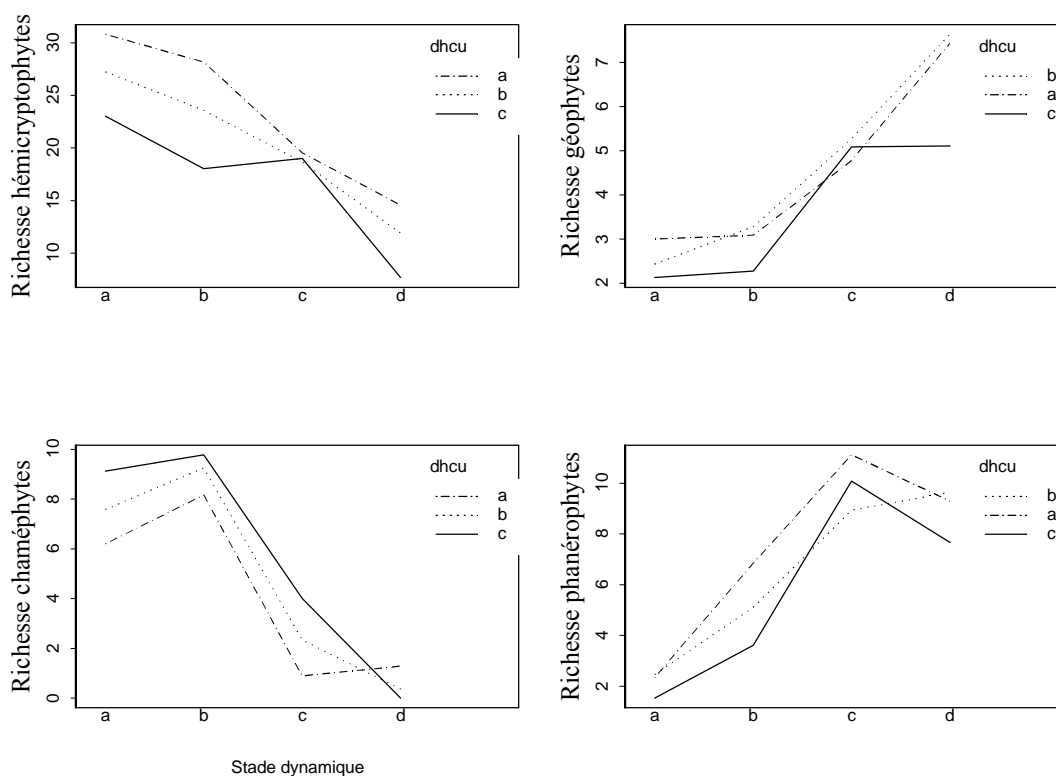 Richesse hémicryptophytes
30
25
20
15
10
a b c d
dhcu
a
b
c
Richesse géophytes
7
6
5
4
3
2
a b c d
dhcu
b
a
c
Richesse chaméphytes
10
8
6
4
2
0
a b c d
dhcu
a
b
c
Stade dynamique
Richesse phanérophytes
10
8
6
4
2
a b c d
dhcu
b
a
c